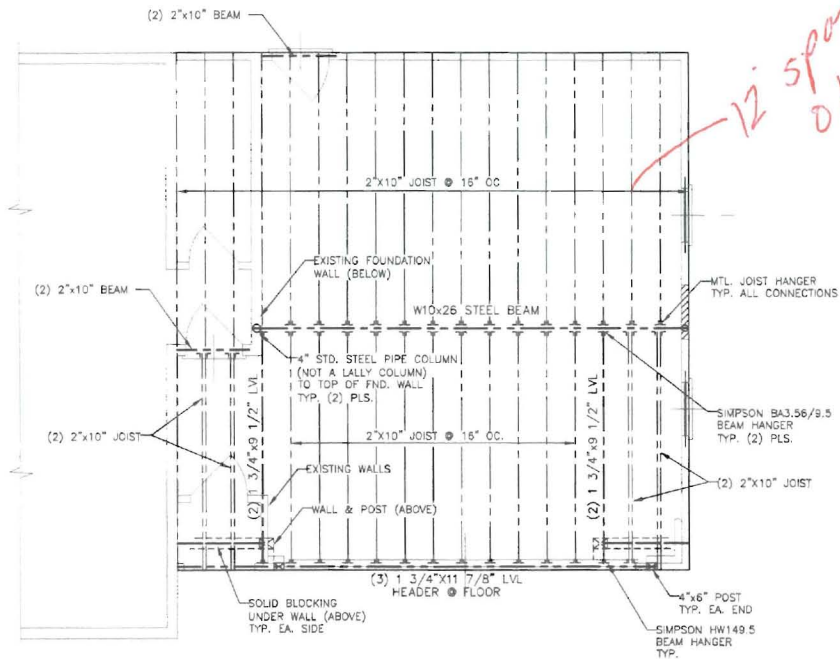 (2) 2"x10" BEAM
12' spa
0
2"X10" JOIST @ 16" OC
EXISTING FOUNDATION
WALL (BELOW)
(2) 2"x10" BEAM
W10x26 STEEL BEAM
MTL. JOIST HANGER
TYP. ALL CONNECTIONS
4" STD. STEEL PIPE COLUMN
(NOT A LALLY COLUMN)
TO TOP OF FND. WALL
TYP. (2) PLS.
(2) 1 3/4"x9 1/2" LVL
(2) 1 3/4"x9 1/2" LVL
SIMPSON BA3.56/9.5
BEAM HANGER
TYP. (2) PLS.
(2) 2"x10" JOIST
2"X10" JOIST @ 16" OC.
(2) 2"X10" JOIST
EXISTING WALLS
WALL & POST (ABOVE)
(3) 1 3/4"X11 7/8" LVL
HEADER @ FLOOR
4"x6" POST
TYP. EA. END
SOLID BLOCKING
UNDER WALL (ABOVE)
TYP. EA. SIDE
SIMPSON HW149.5
BEAM HANGER
TYP.